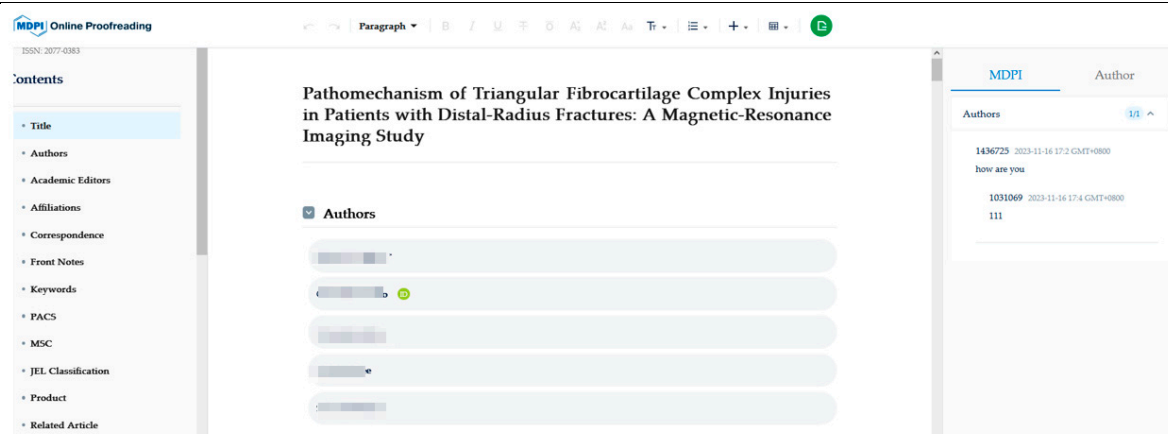 MDPI Online Proofreading
Paragraph
B I U
ISSN: 2077-0383
Contents
Title
Authors
Academic Editors
Affiliations
Correspondence
Front Notes
Keywords
PACS
MSC
JEL Classification
Product
Related Article
Pathomechanism of Triangular Fibrocartilage Complex Injuries
in Patients with Distal-Radius Fractures: A Magnetic-Resonance
Imaging Study
Authors
iD
MDPI Author
Authors 1/1
1436725 2023-11-16 17:2 GMT+0800
how are you
1031069 2023-11-16 17:4 GMT+0800
111